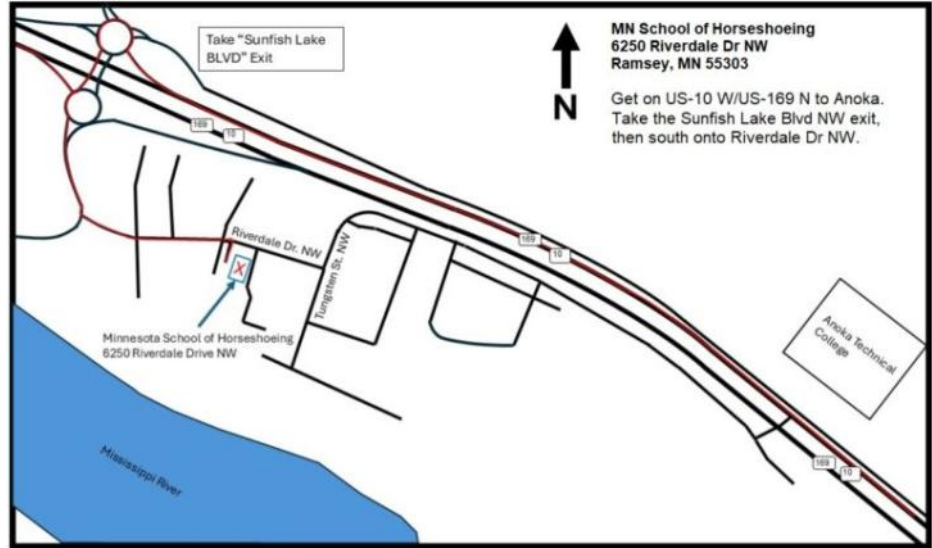 Take "Sunfish Lake
BLVD" Exit
N
MN School of Horseshoeing
6250 Riverdale Dr NW
Ramsey, MN 55303
Get on US-10 W/US-169 N to Anoka.
Take the Sunfish Lake Blvd NW exit,
then south onto Riverdale Dr NW.
169
10
Riverdale Dr. NW
Tungsten St. NW
169
10
X
Minnesota School of Horseshoeing
6250 Riverdale Drive NW
Anoka Technical
College
Mississippi River
169
10